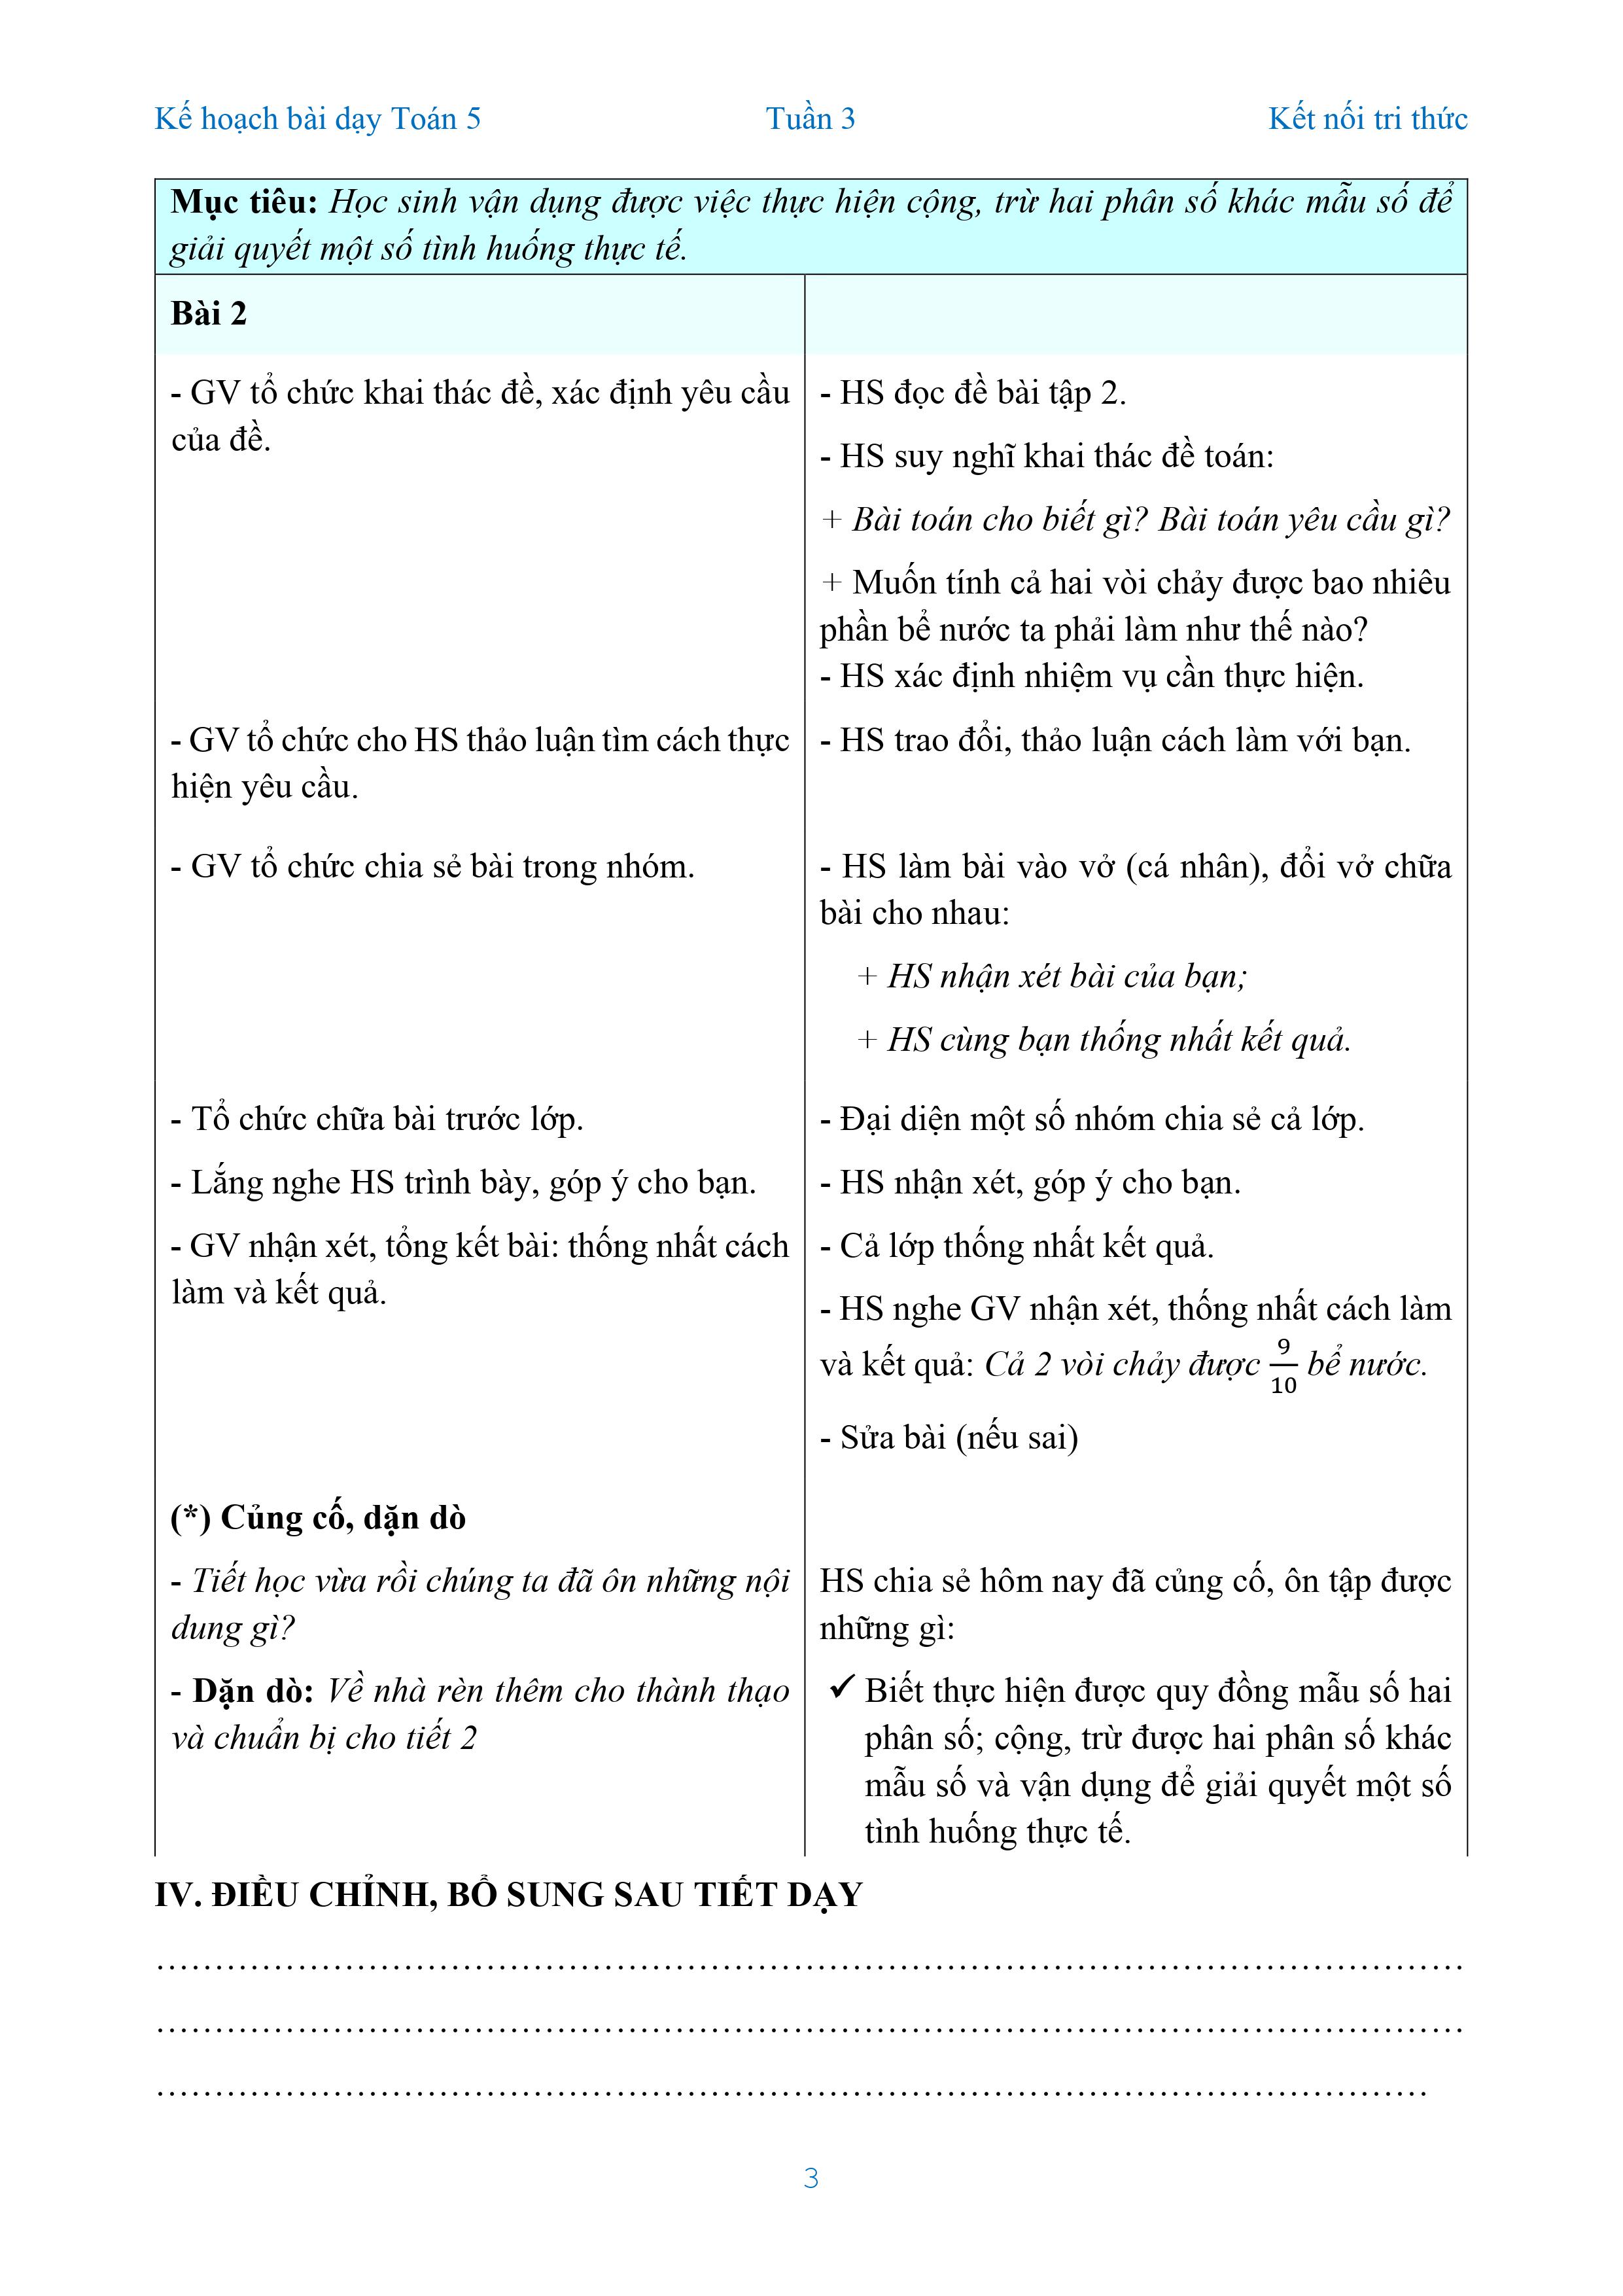 Kế hoạch bài dạy Toán 5 Tuần 3 Kết nối tri thức
Mục tiêu: Học sinh vận dụng được việc thực hiện cộng, trừ hai phân số khác mẫu số để
giải quyết một số tình huống thực tế.
Bài 2
- GV tổ chức khai thác đề, xác định yêu cầu
của đề.
- HS đọc đề bài tập 2.
- HS suy nghĩ khai thác đề toán:
+ Bài toán cho biết gì? Bài toán yêu cầu gì?
+ Muốn tính cả hai vòi chảy được bao nhiêu
phần bể nước ta phải làm như thế nào?
- HS xác định nhiệm vụ cần thực hiện.
- GV tổ chức cho HS thảo luận tìm cách thực
hiện yêu cầu.
- HS trao đổi, thảo luận cách làm với bạn.
- GV tổ chức chia sẻ bài trong nhóm.
- HS làm bài vào vở (cá nhân), đổi vở chữa
bài cho nhau:
+ HS nhận xét bài của bạn;
+ HS cùng bạn thống nhất kết quả.
- Tổ chức chữa bài trước lớp.
- Lắng nghe HS trình bày, góp ý cho bạn.
- GV nhận xét, tổng kết bài: thống nhất cách
làm và kết quả.
- Đại diện một số nhóm chia sẻ cả lớp.
- HS nhận xét, góp ý cho bạn.
- Cả lớp thống nhất kết quả.
- HS nghe GV nhận xét, thống nhất cách làm
và kết quả: Cả 2 vòi chảy được 9/10 bể nước.
- Sửa bài (nếu sai)
(*) Củng cố, dặn dò
- Tiết học vừa rồi chúng ta đã ôn những nội
dung gì?
- Dặn dò: Về nhà rèn thêm cho thành thạo
và chuẩn bị cho tiết 2
HS chia sẻ hôm nay đã củng cố, ôn tập được
những gì:
✓ Biết thực hiện được quy đồng mẫu số hai
phân số; cộng, trừ được hai phân số khác
mẫu số và vận dụng để giải quyết một số
tình huống thực tế.
IV. ĐIỀU CHỈNH, BỔ SUNG SAU TIẾT DẠY
…………………………………………………………………………………………………
…………………………………………………………………………………………………
………………………………………………………………………………………………
3